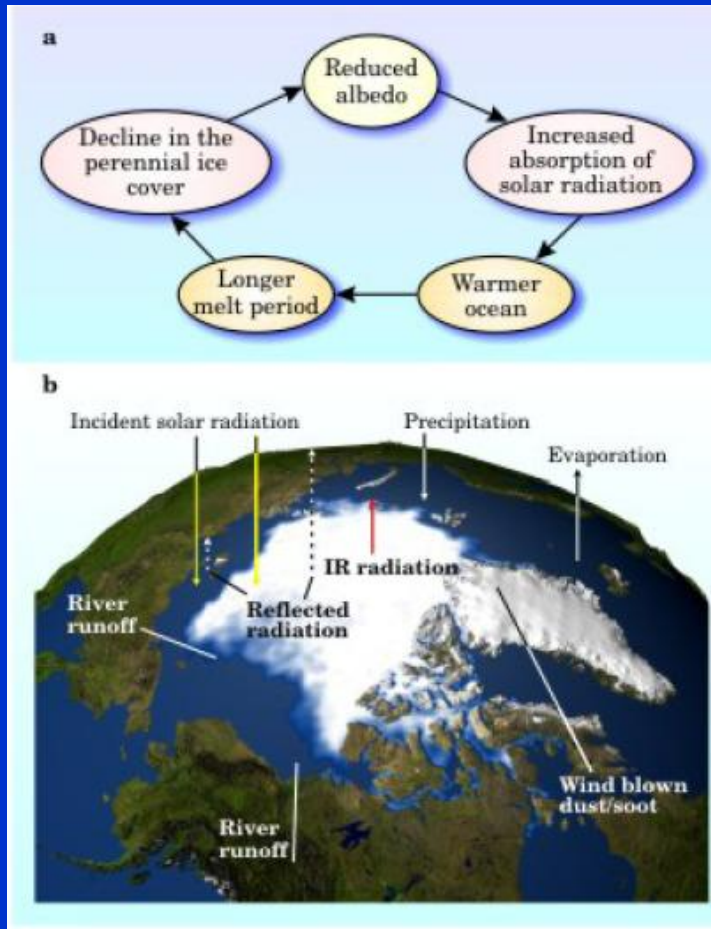 a
Reduced
albedo
Decline in the
perennial ice
cover
Increased
absorption of
solar radiation
Longer
melt period
Warmer
ocean
b
Incident solar radiation
Precipitation
Evaporation
IR radiation
River
runoff
Reflected
radiation
Wind blown
dust/soot
River
runoff